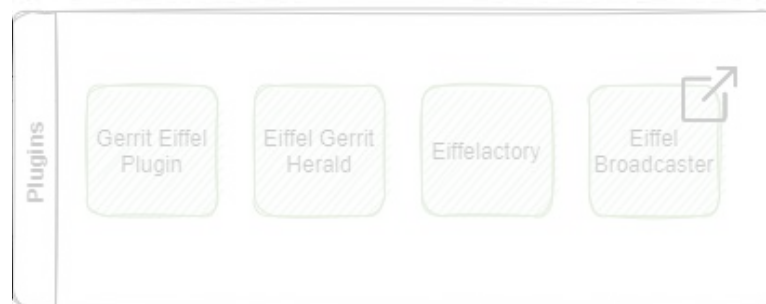 Plugins
Gerrit Eiffel
Plugin
Eiffel Gerrit
Herald
Eiffelactory
Eiffel
Broadcaster